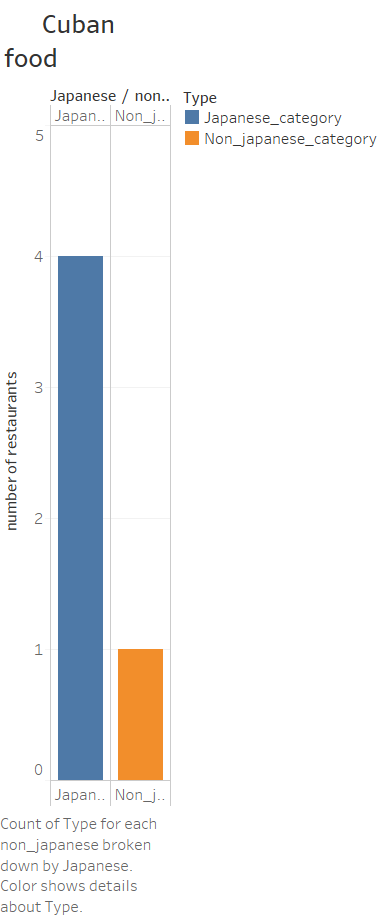 Cuban
food
Japanese / non..
Japan.. Non_j..
Type
Japanese_category
Non_japanese_category
5
4
3
2
1
0
number of restaurants
Japan.. Non_j..
Count of Type for each
non_japanese broken
down by Japanese.
Color shows details
about Type.